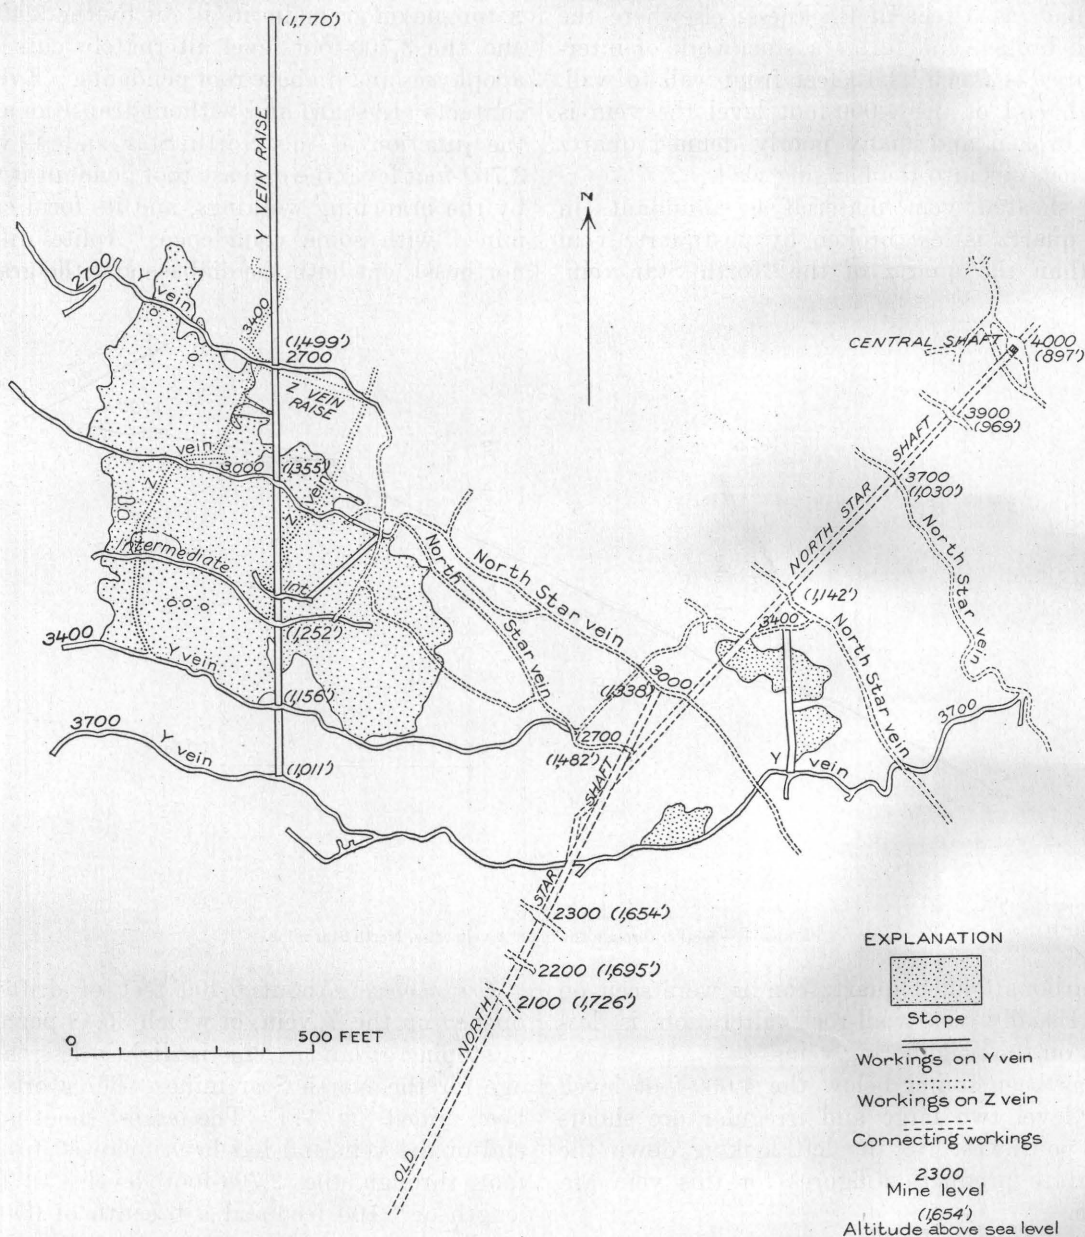 (1,770')
Y VEIN RAISE
N
2700
vein
3400
(1,499')
2700
Z VEIN
RAISE
CENTRAL SHAFT
4000
(897')
3900
(969')
SHAFT
3700
(1,030')
NORTH STAR
vein
3000
(1,355')
vein
Z
Z
Intermediate
Int.
North Star vein
North Star vein
North Star vein
(1,142')
3400
North Star vein
3400
Y vein
(1,252')
(1,156')
3000
(1,338')
3700
3700
Y vein
(1,011')
2700
(1,482')
Y vein
SHAFT
STAR
2300 (1,654')
2200 (1,695')
2100 (1,726')
NORTH
OLD
0
500 FEET
EXPLANATION
Stope
Workings on Y vein
Workings on Z vein
Connecting workings
2300
Mine level
(1,654')
Altitude above sea level